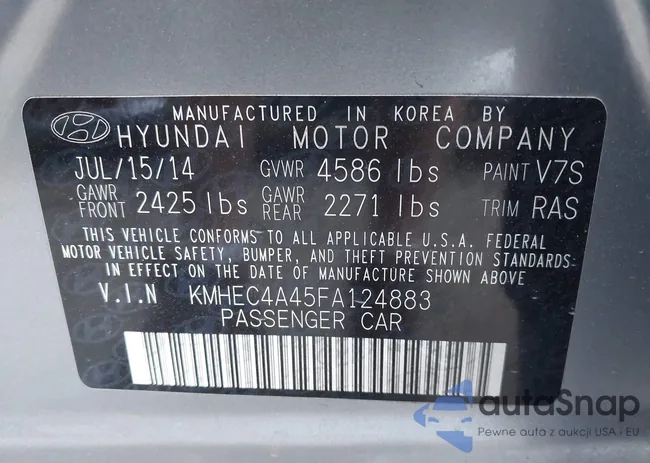 MANUFACTURED IN KOREA BY
HYUNDAI MOTOR COMPANY
JUL/15/14 GVWR 4586 lbs PAINT V7S
GAWR FRONT 2425 lbs GAWR REAR 2271 lbs TRIM RAS
THIS VEHICLE CONFORMS TO ALL APPLICABLE U.S.A. FEDERAL
MOTOR VEHICLE SAFETY, BUMPER, AND THEFT PREVENTION STANDARDS
IN EFFECT ON THE DATE OF MANUFACTURE SHOWN ABOVE
V.I.N KMHEC4A45FA124883
PASSENGER CAR
autaSnap
Pewne auta z aukcji USA - EU